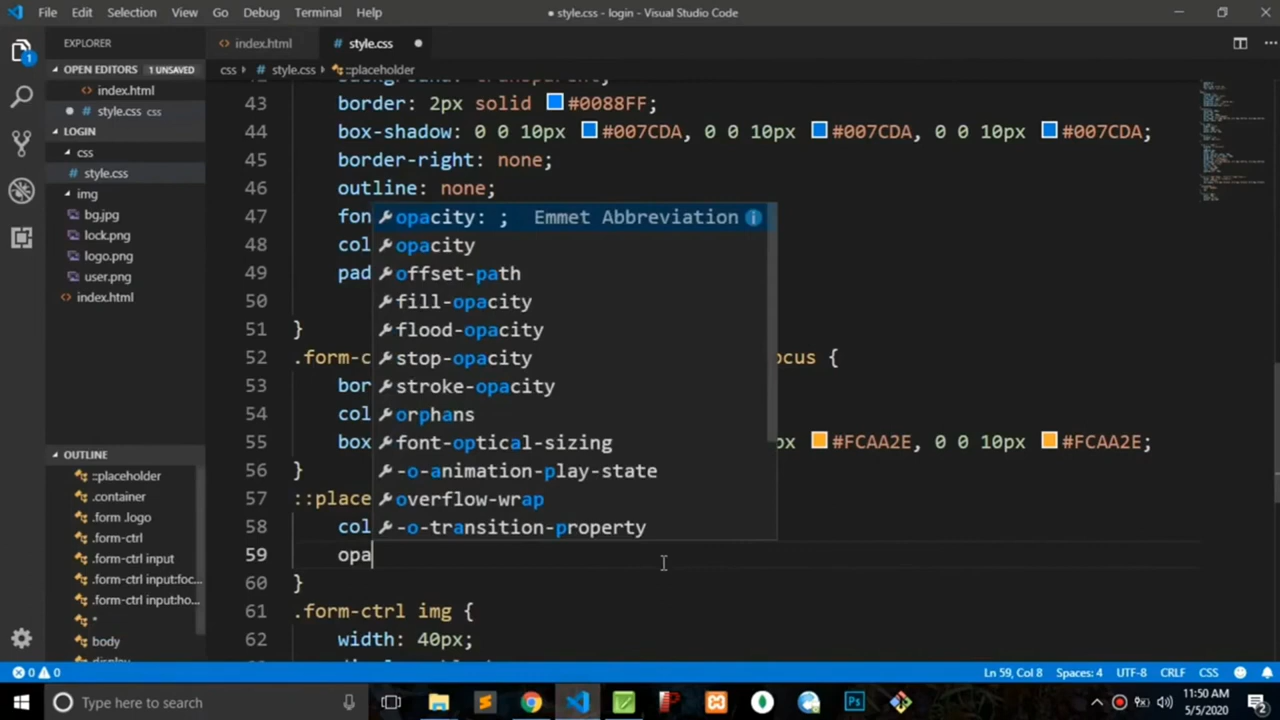 File Edit Selection View Go Debug Terminal Help
● style.css - login - Visual Studio Code
EXPLORER
index.html
# style.css ●
OPEN EDITORS 1 UNSAVED
index.html
● # style.css css
LOGIN
css
# style.css
img
bg.jpg
lock.png
logo.png
user.png
index.html
OUTLINE
::placeholder
.container
.form .logo
.form-ctrl
.form-ctrl input
.form-ctrl input:foc...
.form-ctrl input:ho...
*
body
display
css > # style.css > ::placeholder
background: transparent;
43 border: 2px solid #0088FF;
44 box-shadow: 0 0 10px #007CDA, 0 0 10px #007CDA, 0 0 10px #007CDA;
45 border-right: none;
46 outline: none;
47 fon
48 col
49 pad
50
51 }
52 .form-c ocus {
53 bor
54 col
55 box px #FCAA2E, 0 0 10px #FCAA2E;
56 }
57 ::place
58 col
59 opa
60 }
61 .form-ctrl img {
62 width: 40px;
opacity: ; Emmet Abbreviation
opacity
offset-path
fill-opacity
flood-opacity
stop-opacity
stroke-opacity
orphans
font-optical-sizing
-o-animation-play-state
overflow-wrap
-o-transition-property
0 0
Ln 59, Col 8 Spaces: 4 UTF-8 CRLF CSS
Type here to search
11:50 AM
5/5/2020